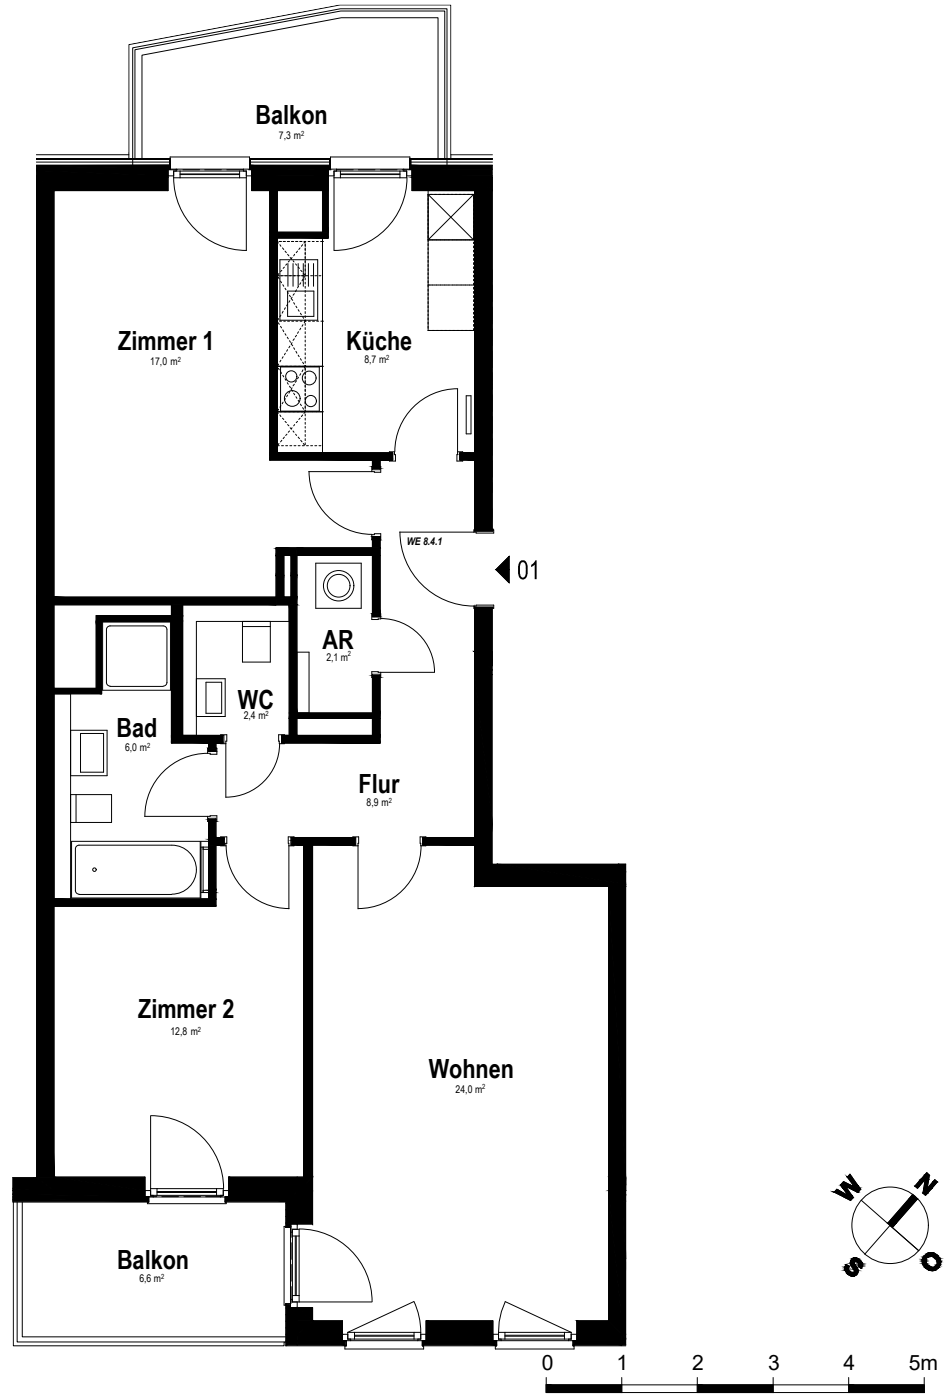 Balkon
7,3 m²
Zimmer 1
17,0 m²
Küche
8,7 m²
WE 8.4.1
01
AR
2,1 m²
WC
2,4 m²
Bad
6,0 m²
Flur
8,9 m²
Zimmer 2
12,8 m²
Wohnen
24,0 m²
Balkon
6,6 m²
W N
S O
0 1 2 3 4 5m